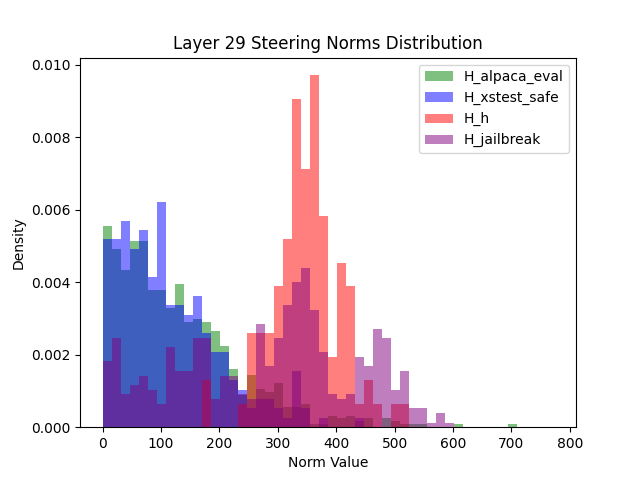 Layer 29 Steering Norms Distribution
0.010
0.008
0.006
0.004
0.002
0.000
Density
H_alpaca_eval
H_xstest_safe
H_h
H_jailbreak
0 100 200 300 400 500 600 700 800
Norm Value